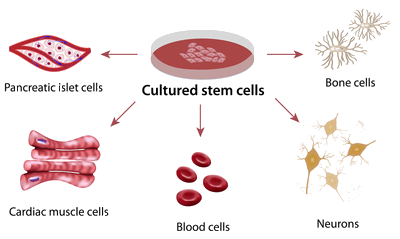 Pancreatic islet cells
Cultured stem cells
Bone cells
Cardiac muscle cells
Blood cells
Neurons